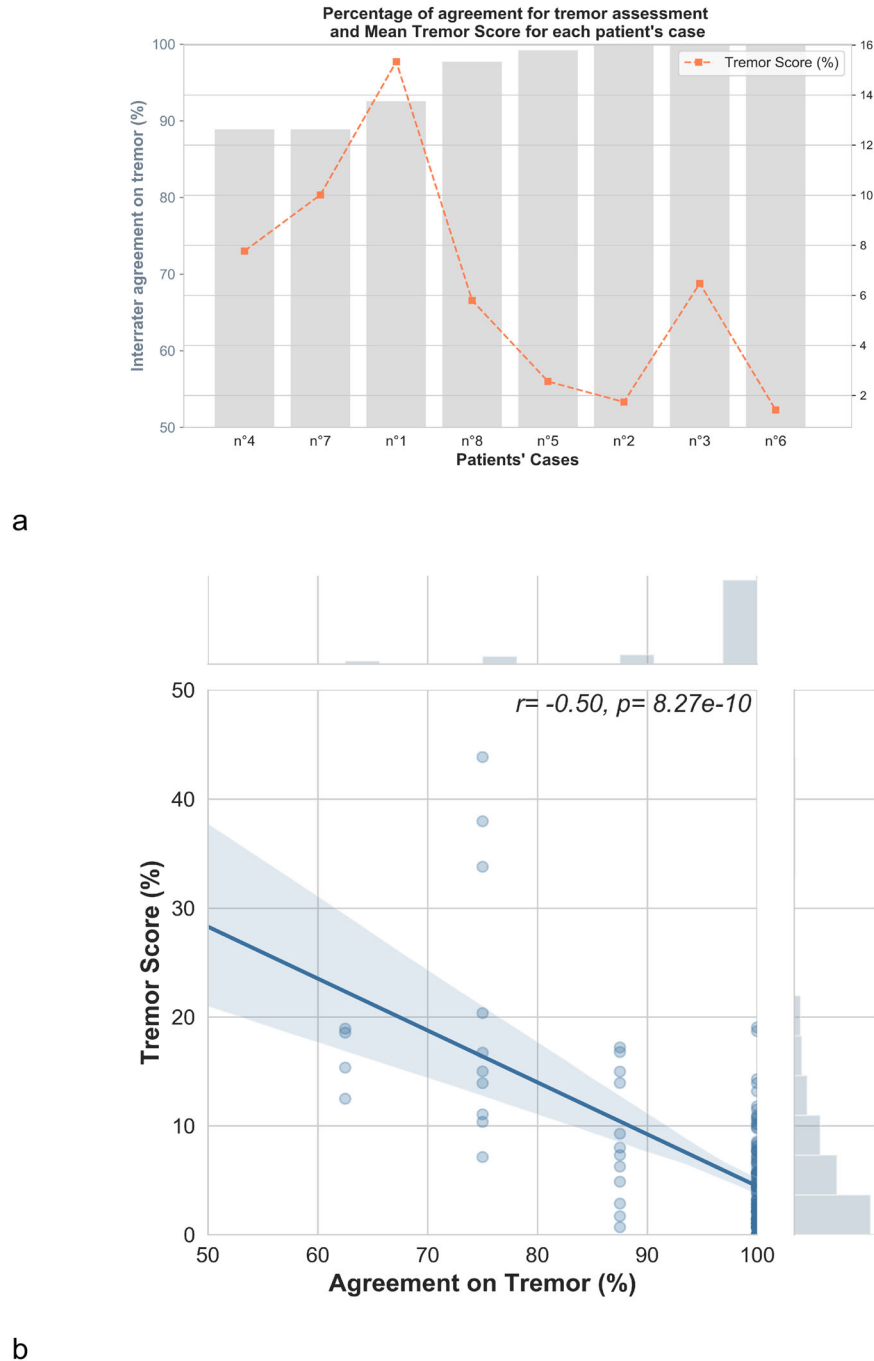 Percentage of agreement for tremor assessment
and Mean Tremor Score for each patient's case
100
90
80
70
60
50
Interrater agreement on tremor (%)
Tremor Score (%)
16
14
12
10
8
6
4
2
n°4 n°7 n°1 n°8 n°5 n°2 n°3 n°6
Patients' Cases
a
r= -0.50, p= 8.27e-10
50
40
30
20
10
0
Tremor Score (%)
50 60 70 80 90 100
Agreement on Tremor (%)
b